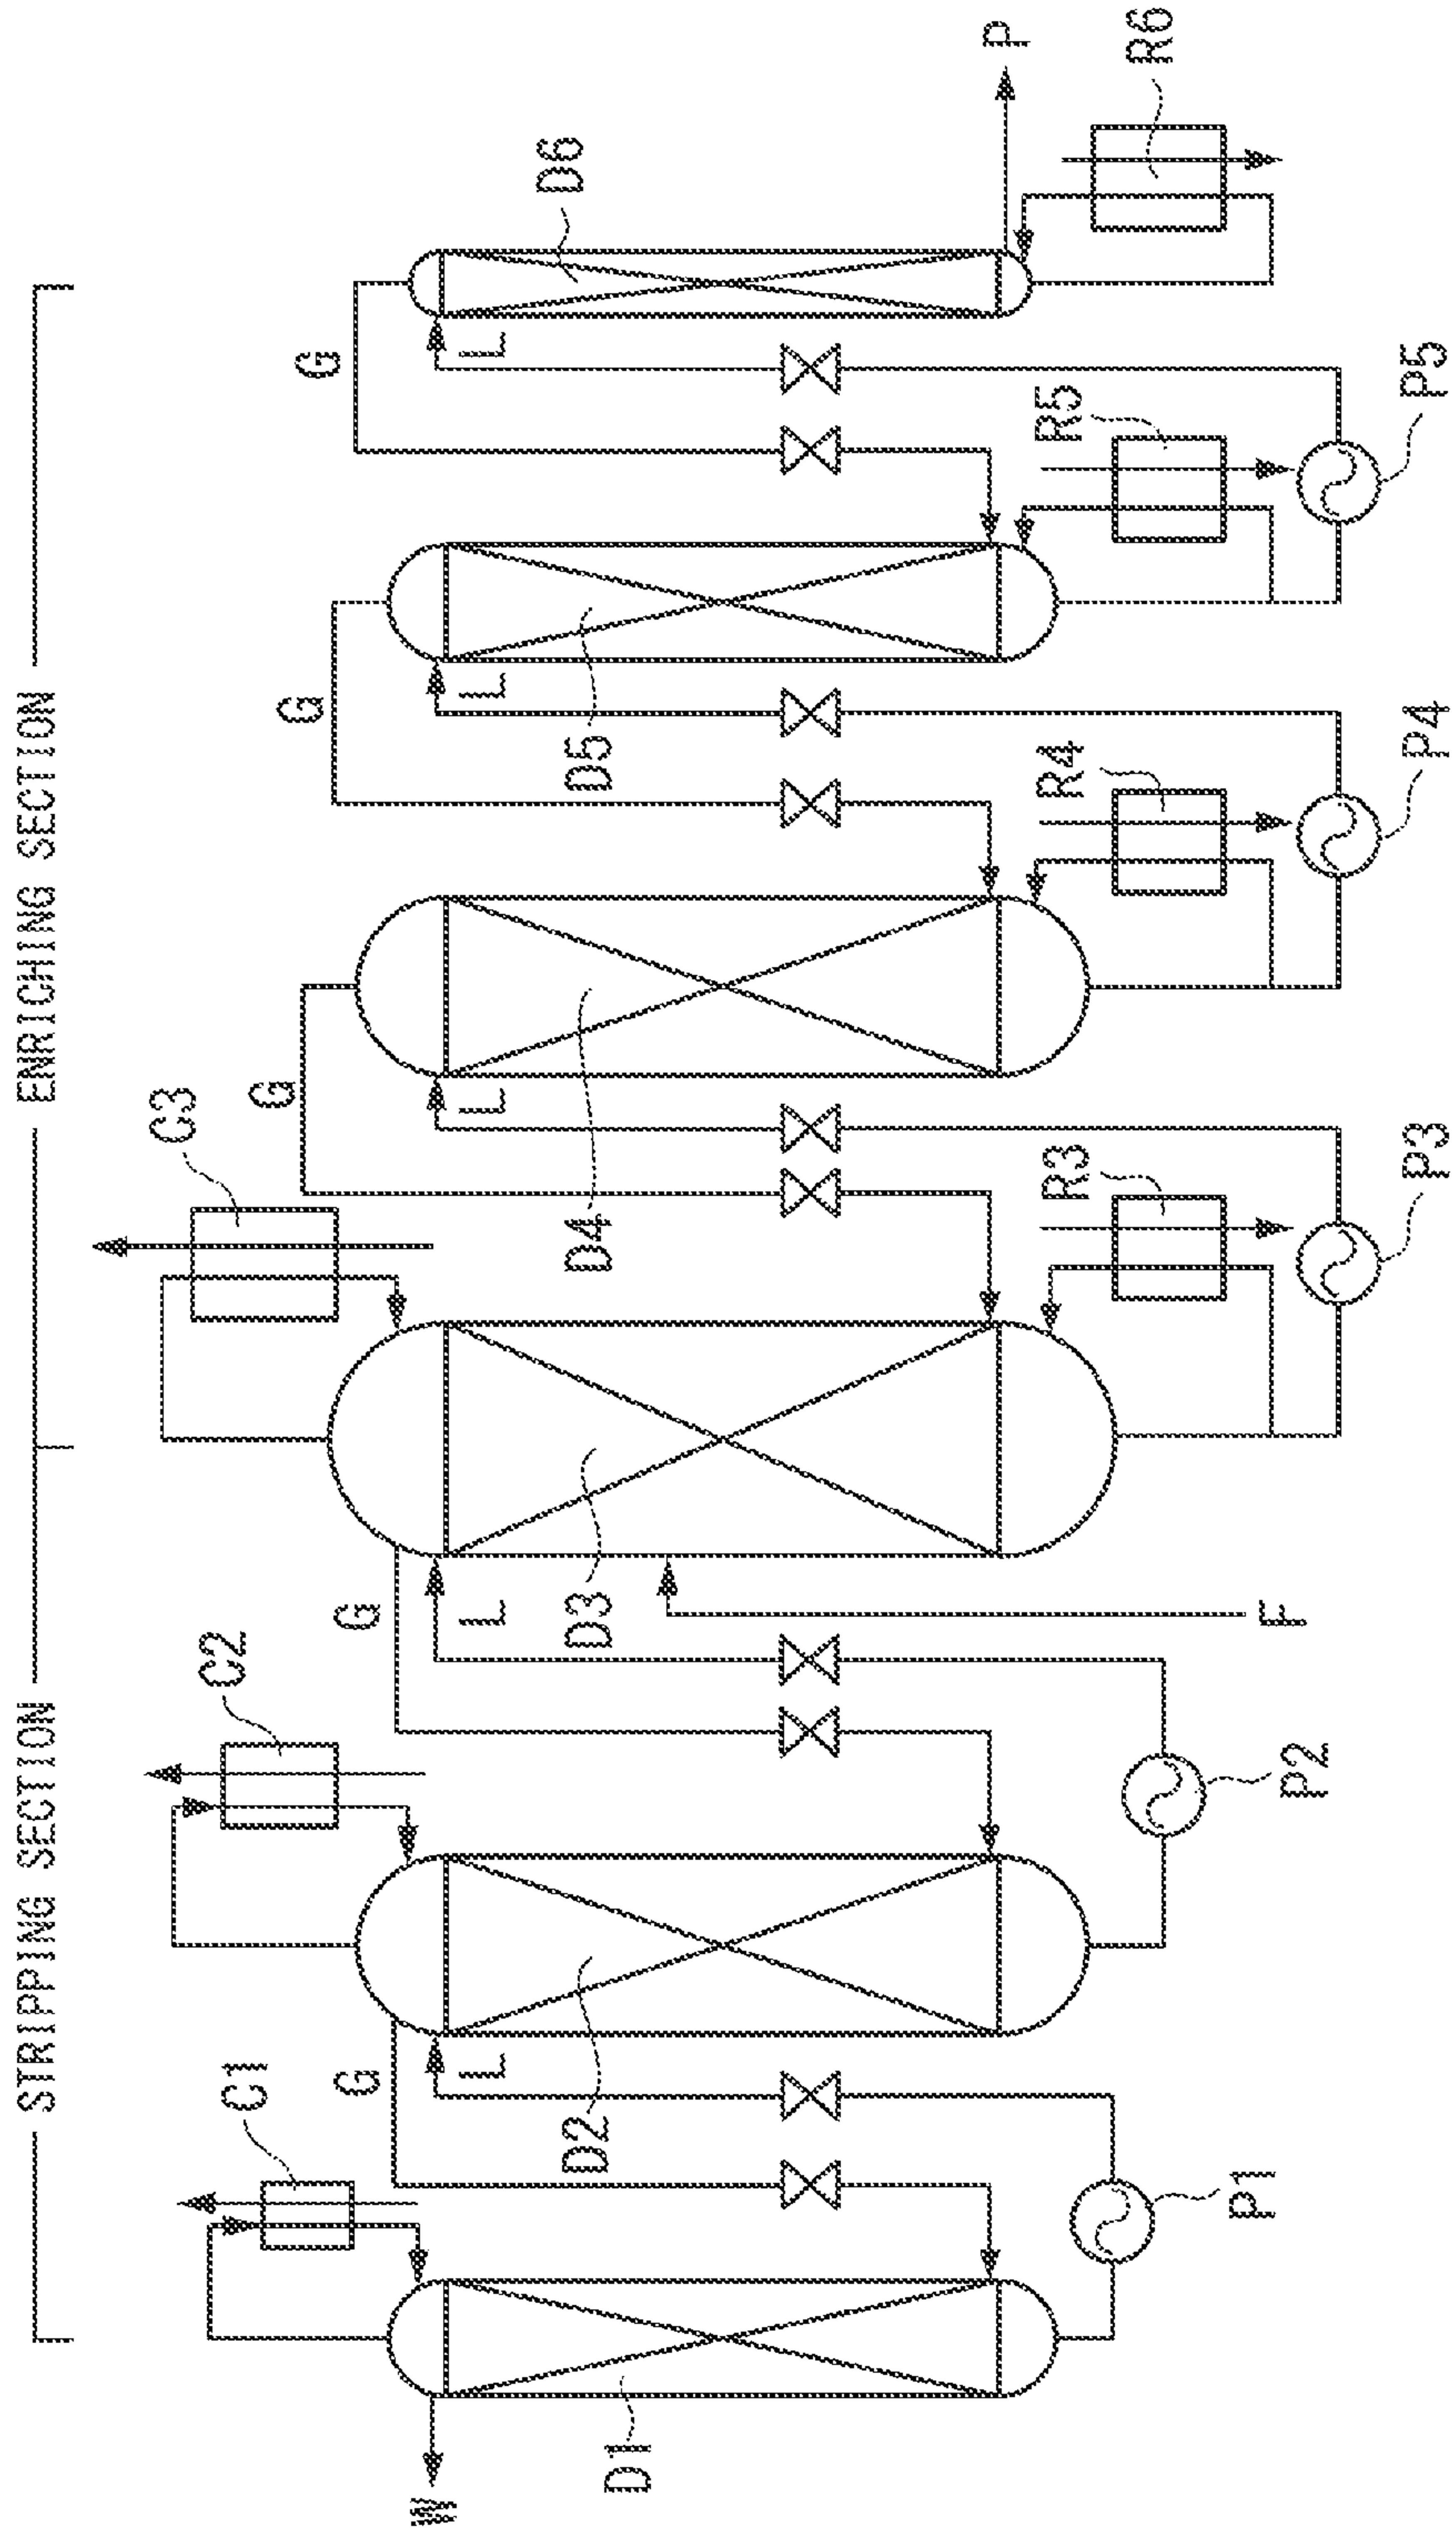 STRIPPING SECTION
ENRICHING SECTION
C1
C2
C3
G
G
G
G
G
W
L
L
L
L
L
D1
D2
D3
D4
D5
D6
P
F
R3
R4
R5
R6
P1
P2
P3
P4
P5